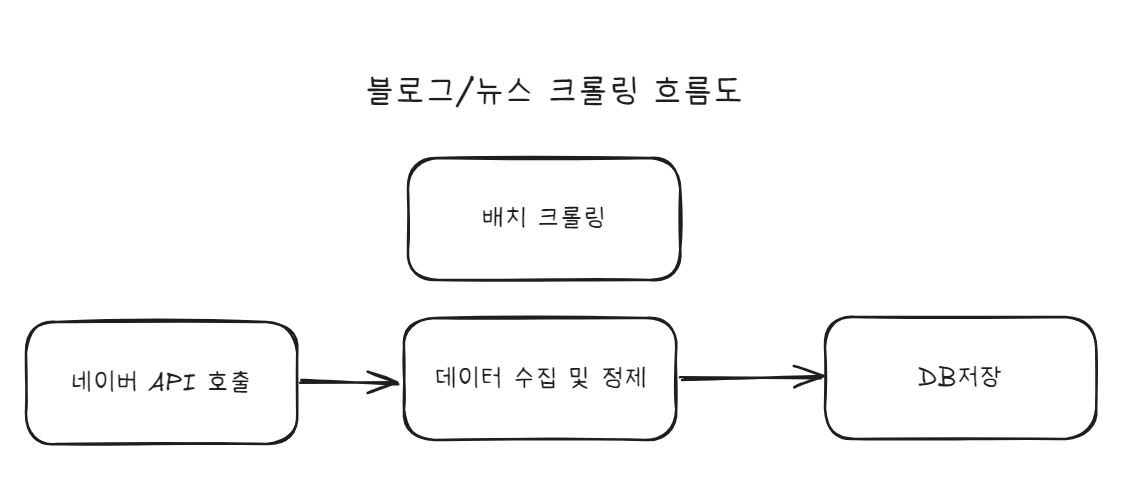 블로그/뉴스 크롤링 흐름도
배치 크롤링
네이버 API 호출
데이터 수집 및 정제
DB저장